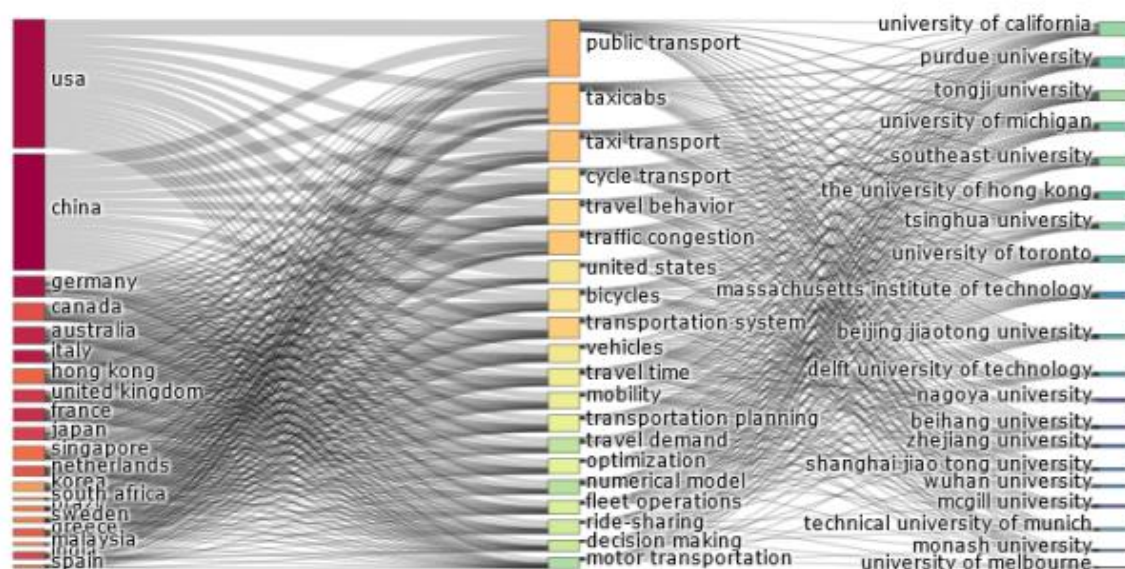 usa
china
germany
canada
australia
italy
hong kong
united kingdom
france
japan
singapore
netherlands
korea
south africa
sweden
greece
malaysia
spain
public transport
taxicabs
taxi transport
cycle transport
travel behavior
traffic congestion
united states
bicycles
transportation system
vehicles
travel time
mobility
transportation planning
travel demand
optimization
numerical model
fleet operations
ride-sharing
decision making
motor transportation
university of california
purdue university
tongji university
university of michigan
southeast university
the university of hong kong
tsinghua university
university of toronto
massachusetts institute of technology
beijing jiaotong university
delft university of technology
nagoya university
beihang university
zhejiang university
shanghai jiao tong university
wuhan university
mcgill university
technical university of munich
monash university
university of melbourne